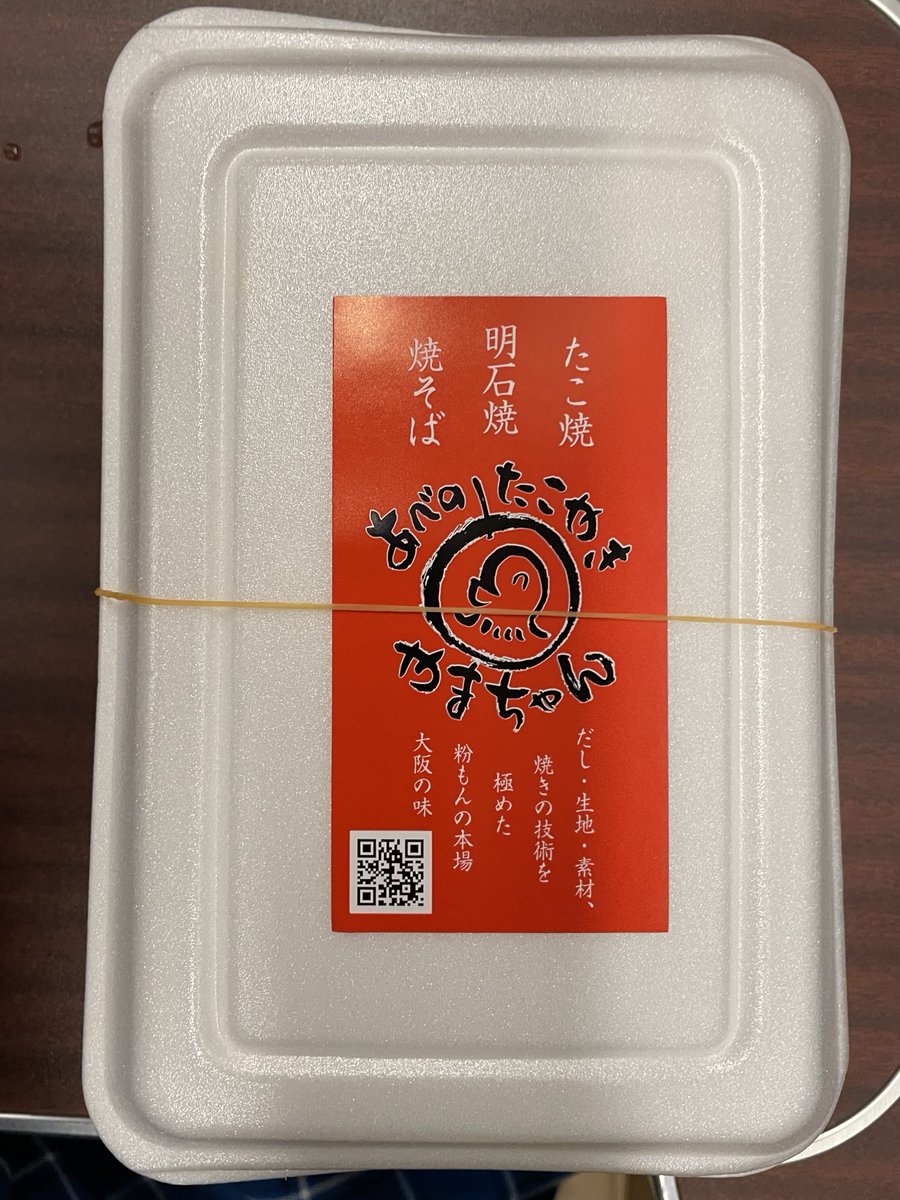 たこ焼
明石焼
焼そば
あべのたこやき
やまちゃん
だし・生地・素材、
焼きの技術を
極めた
粉もんの本場
大阪の味